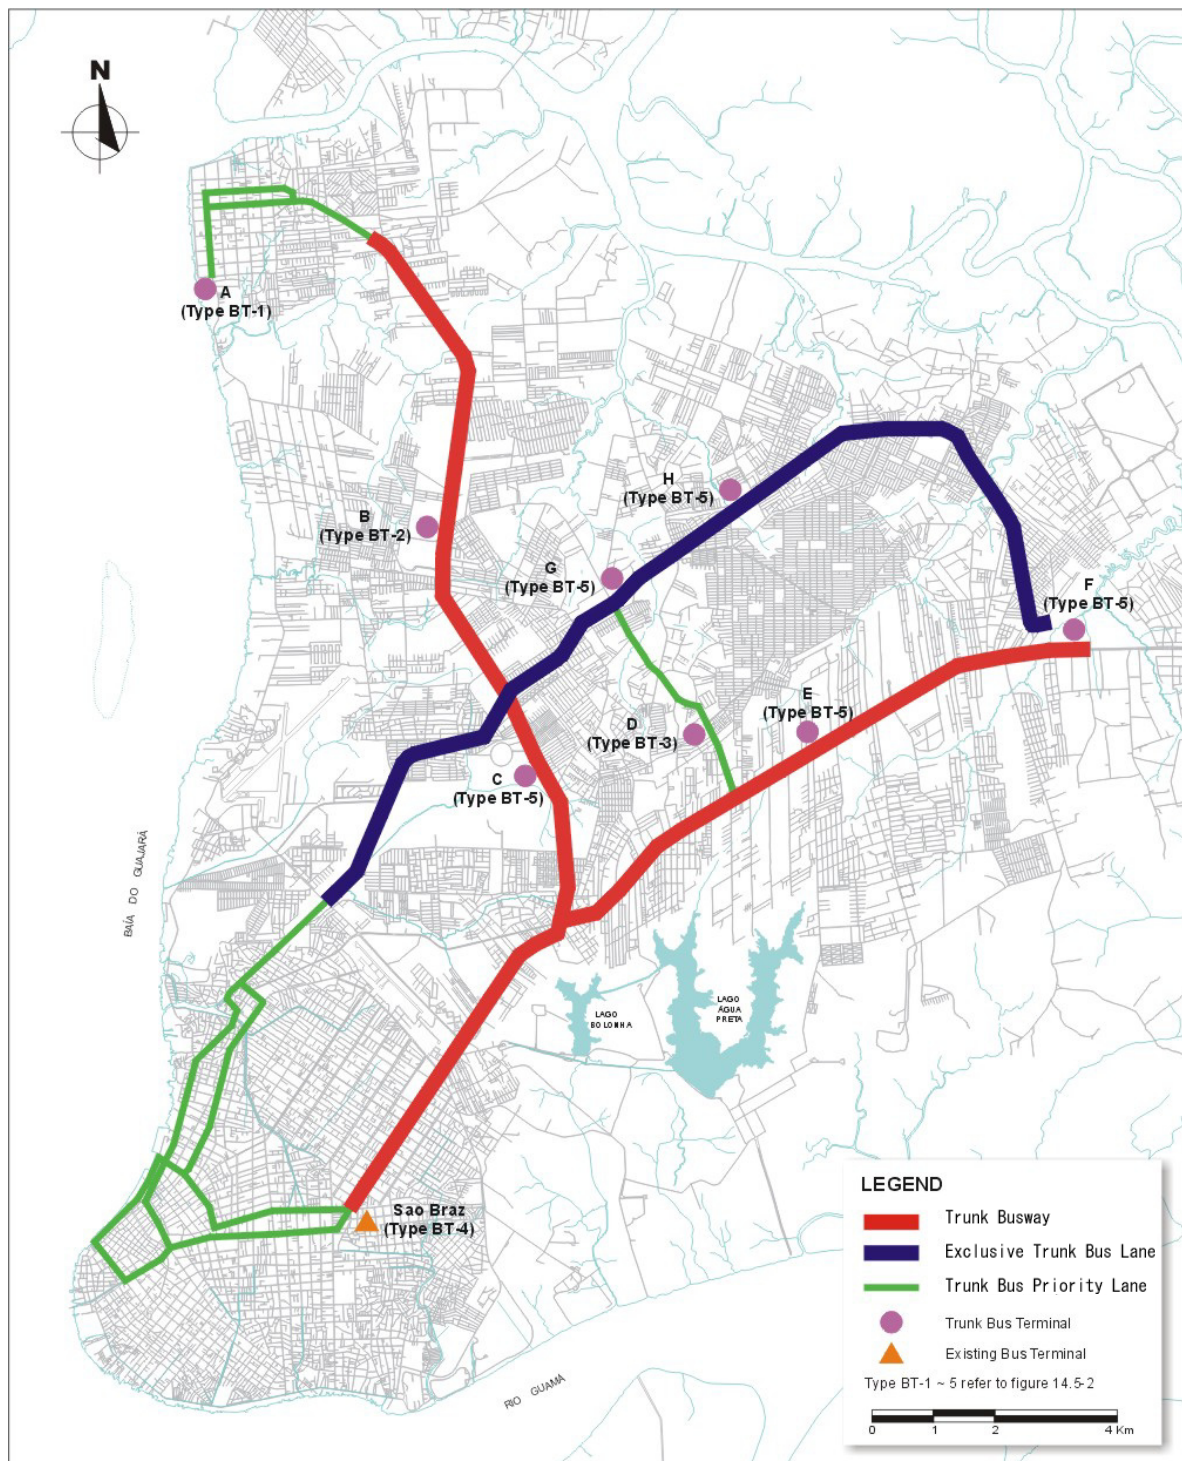 N
A
(Type BT-1)
H
(Type BT-5)
B
(Type BT-2)
G
(Type BT-5)
F
(Type BT-5)
E
(Type BT-5)
D
(Type BT-3)
C
(Type BT-5)
BAÍA DO GUAJARÁ
LAGO
ÁGUA
PRETA
LAGO
BOLONHA
Sao Braz
(Type BT-4)
RIO GUAMÁ
LEGEND
Trunk Busway
Exclusive Trunk Bus Lane
Trunk Bus Priority Lane
Trunk Bus Terminal
Existing Bus Terminal
Type BT-1 ~ 5 refer to figure 14.5-2
0 1 2 4 Km